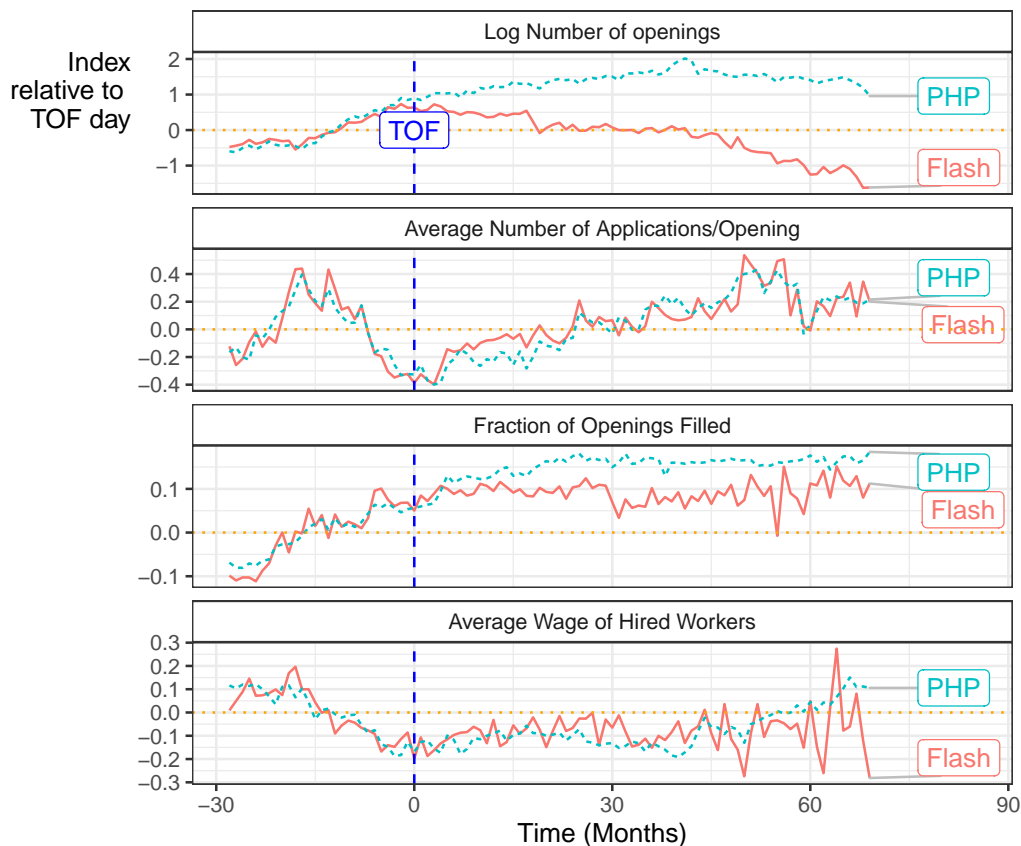 Log Number of openings
Index
relative to
TOF day
2
1
0
−1
TOF
PHP
Flash
Average Number of Applications/Opening
0.4
0.2
0.0
−0.2
−0.4
PHP
Flash
Fraction of Openings Filled
0.1
0.0
−0.1
PHP
Flash
Average Wage of Hired Workers
0.3
0.2
0.1
0.0
−0.1
−0.2
−0.3
PHP
Flash
−30
0
30
60
90
Time (Months)